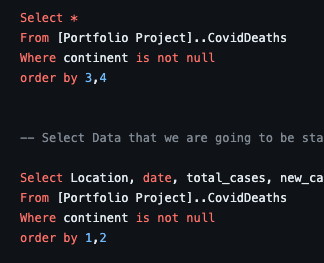 Select *
From [Portfolio Project]..CovidDeaths
Where continent is not null
order by 3,4
-- Select Data that we are going to be sta
Select Location, date, total_cases, new_ca
From [Portfolio Project]..CovidDeaths
Where continent is not null
order by 1,2